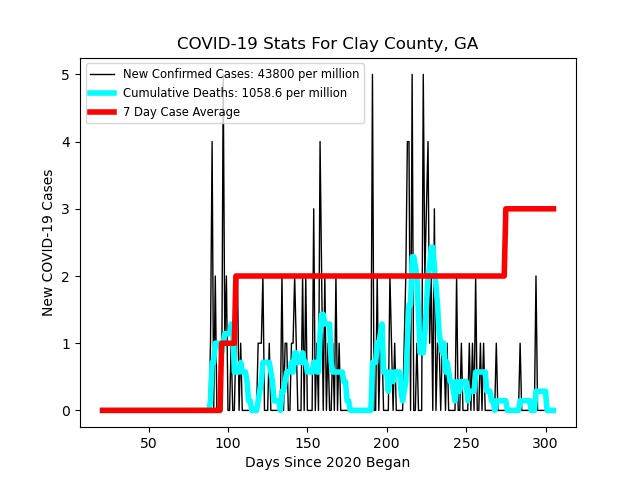 COVID-19 Stats For Clay County, GA
New Confirmed Cases: 43800 per million
Cumulative Deaths: 1058.6 per million
7 Day Case Average
New COVID-19 Cases
5
4
3
2
1
0
50 100 150 200 250 300
Days Since 2020 Began